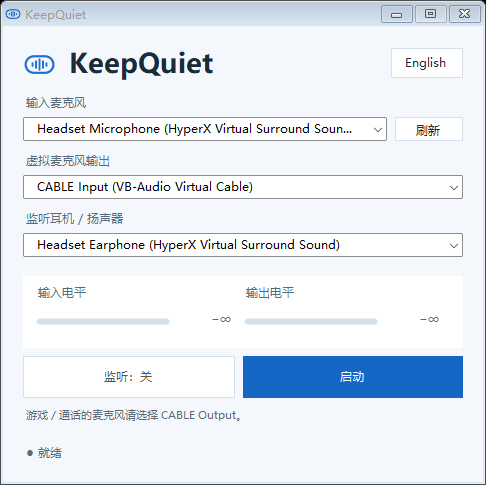 KeepQuiet
KeepQuiet
English
输入麦克风
Headset Microphone (HyperX Virtual Surround Soun...
刷新
虚拟麦克风输出
CABLE Input (VB-Audio Virtual Cable)
监听耳机 / 扬声器
Headset Earphone (HyperX Virtual Surround Sound)
输入电平
输出电平
-∞
-∞
监听：关
启动
游戏 / 通话的麦克风请选择 CABLE Output。
● 就绪